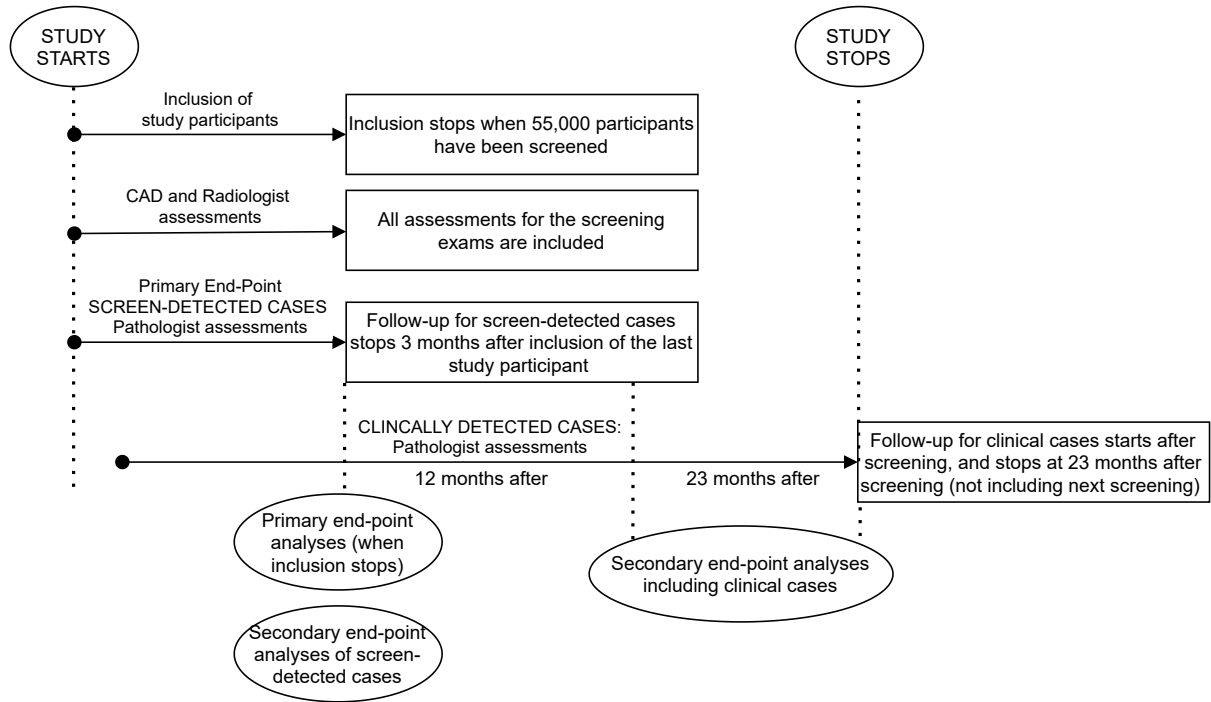 STUDY
STARTS
STUDY
STOPS
Inclusion of
study participants
Inclusion stops when 55,000 participants
have been screened
CAD and Radiologist
assessments
All assessments for the screening
exams are included
Primary End-Point
SCREEN-DETECTED CASES
Pathologist assessments
Follow-up for screen-detected cases
stops 3 months after inclusion of the last
study participant
CLINCALLY DETECTED CASES:
Pathologist assessments
12 months after
23 months after
Follow-up for clinical cases starts after
screening, and stops at 23 months after
screening (not including next screening)
Primary end-point
analyses (when
inclusion stops)
Secondary end-point analyses
including clinical cases
Secondary end-point
analyses of screen-
detected cases